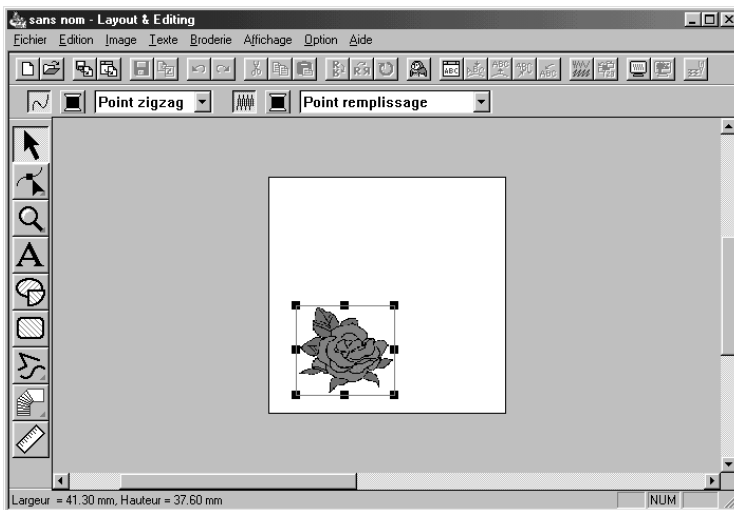 sans nom - Layout & Editing
Fichier Edition Image Texte Broderie Affichage Option Aide
Point zigzag Point remplissage
Largeur = 41.30 mm, Hauteur = 37.60 mm NUM